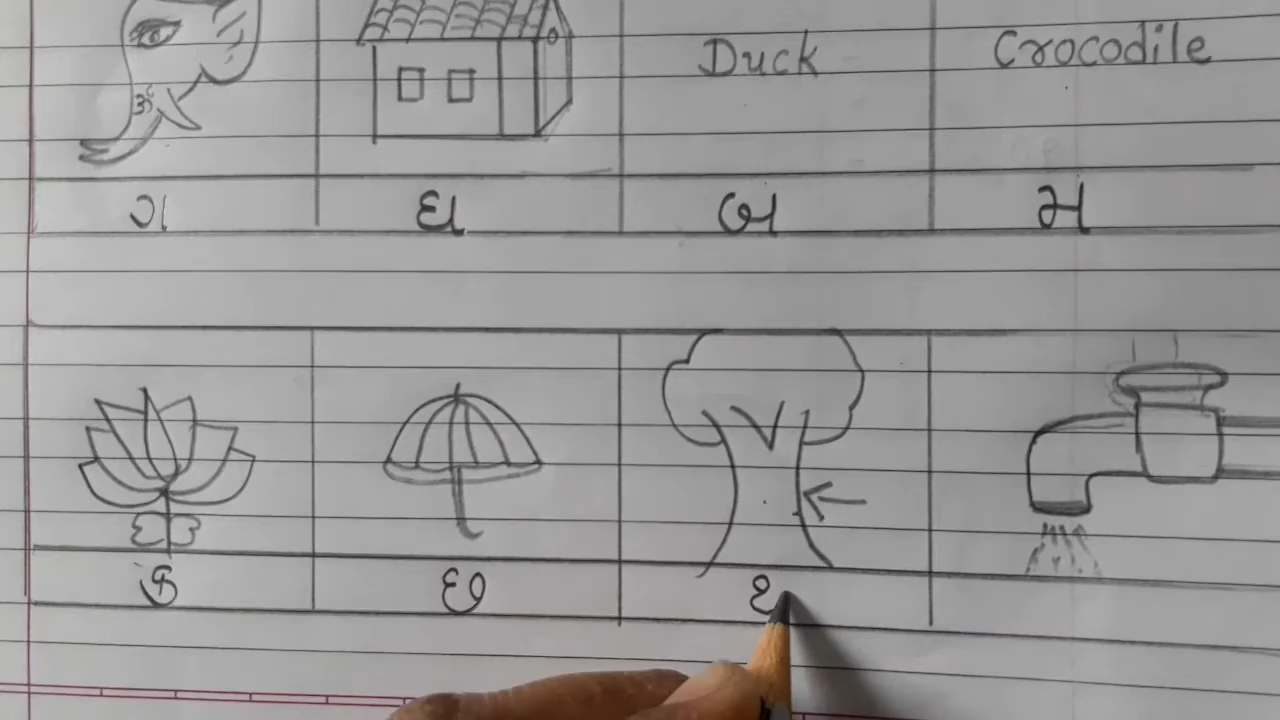 ॐ
Duck Crocodile
ગ ઘ બ મ
ક છ